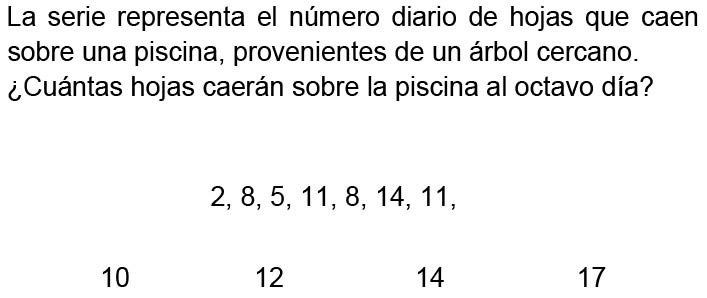 La serie representa el número diario de hojas que caen
sobre una piscina, provenientes de un árbol cercano.
¿Cuántas hojas caerán sobre la piscina al octavo día?
2, 8, 5, 11, 8, 14, 11,
10 12 14 17